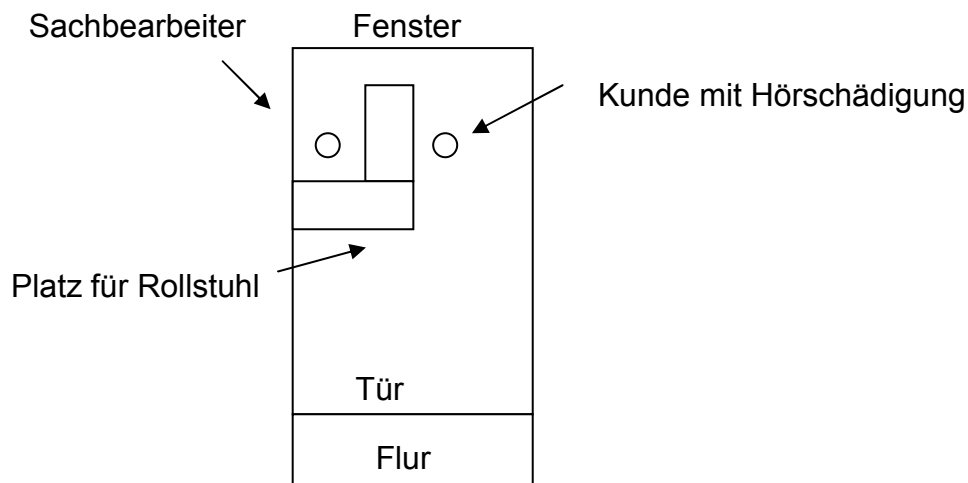 Sachbearbeiter
Fenster
Kunde mit Hörschädigung
Platz für Rollstuhl
Tür
Flur